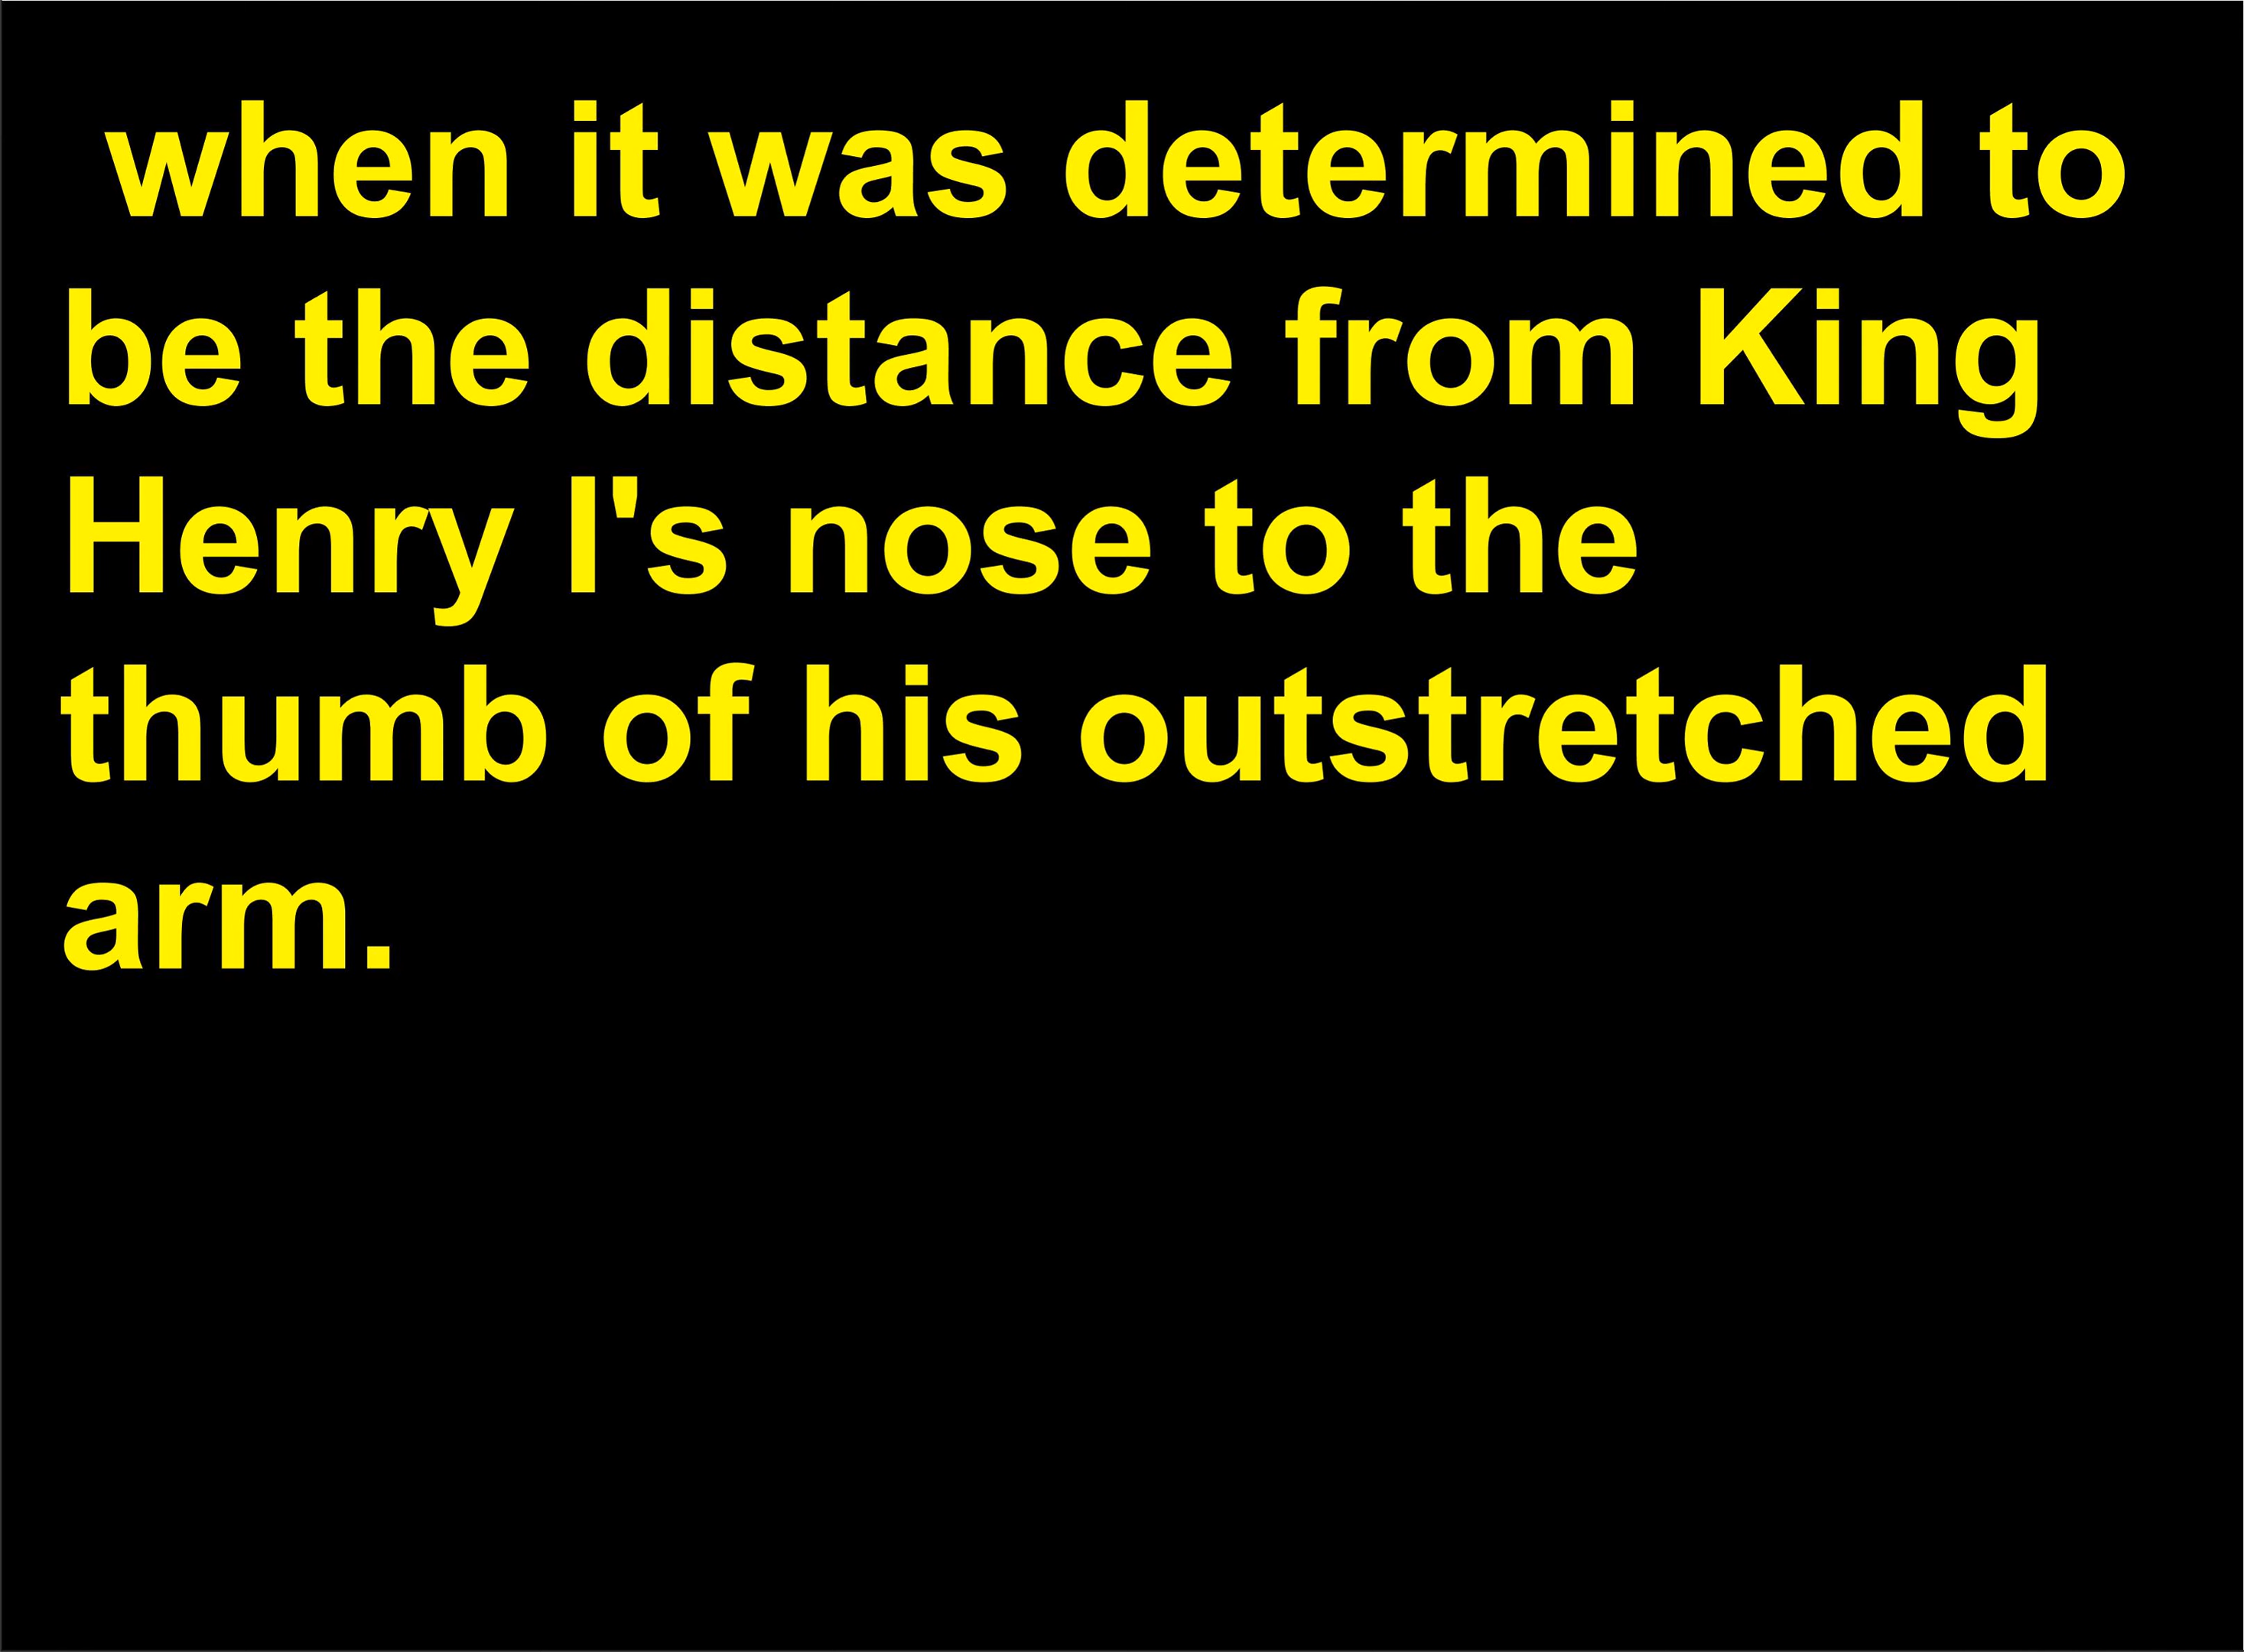 when it was determined to
be the distance from King
Henry I's nose to the
thumb of his outstretched
arm.